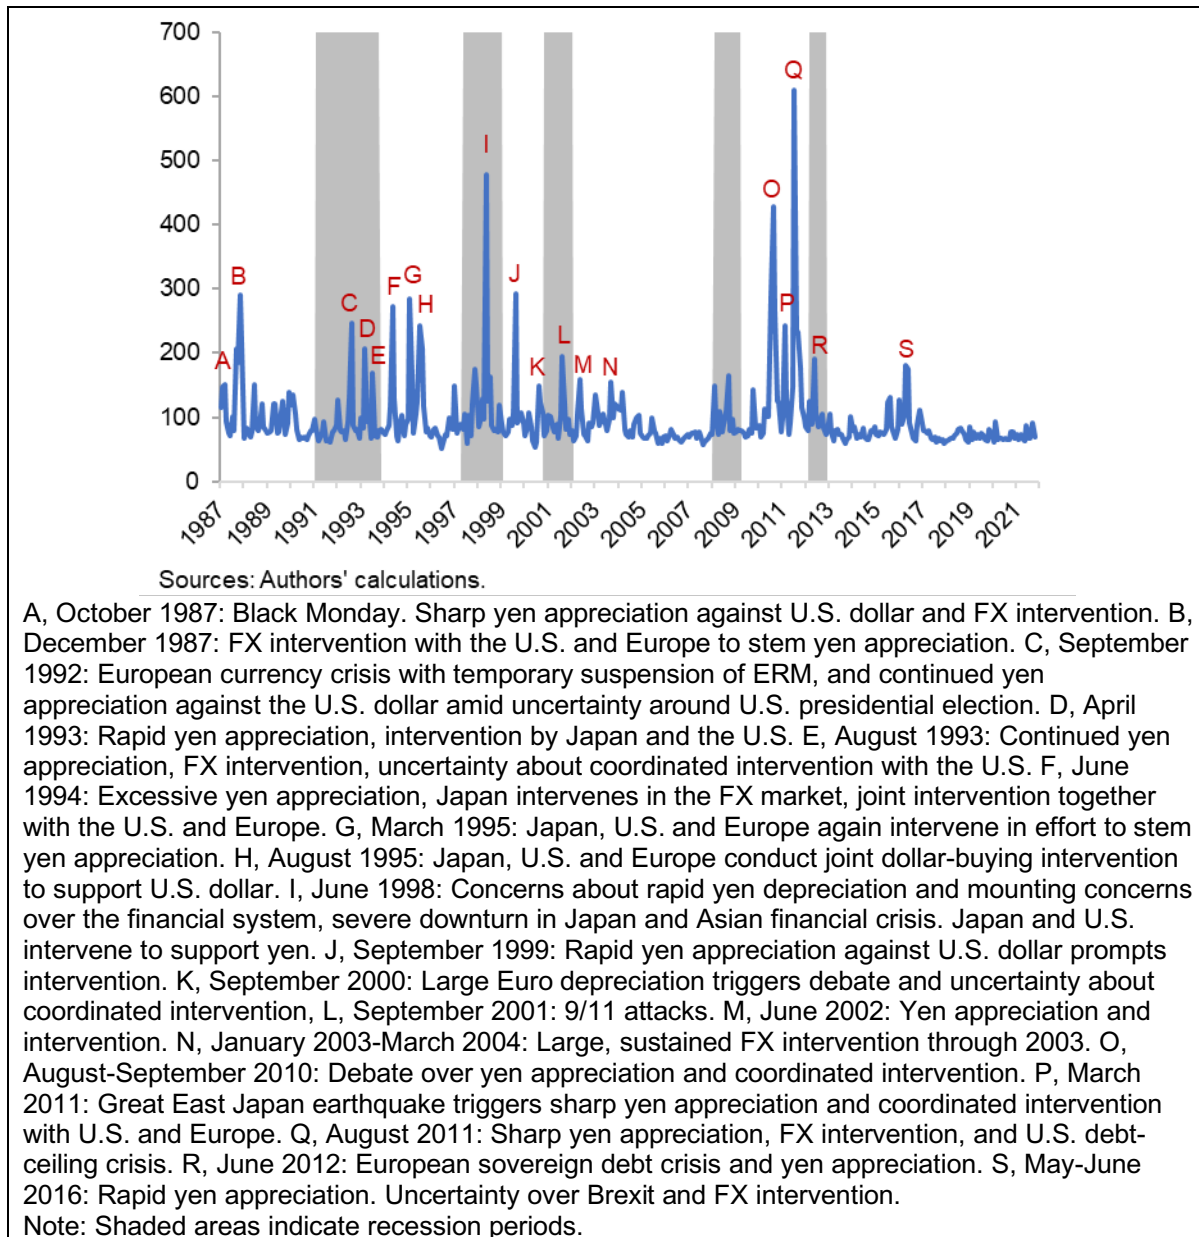 700
600
500
400
300
200
100
0
A
B
C
D
E
F
G
H
I
J
K
L
M
N
O
P
Q
R
S
1987
1989
1991
1993
1995
1997
1999
2001
2003
2005
2007
2009
2011
2013
2015
2017
2019
2021
Sources: Authors' calculations.
A, October 1987: Black Monday. Sharp yen appreciation against U.S. dollar and FX intervention. B,
December 1987: FX intervention with the U.S. and Europe to stem yen appreciation. C, September
1992: European currency crisis with temporary suspension of ERM, and continued yen
appreciation against the U.S. dollar amid uncertainty around U.S. presidential election. D, April
1993: Rapid yen appreciation, intervention by Japan and the U.S. E, August 1993: Continued yen
appreciation, FX intervention, uncertainty about coordinated intervention with the U.S. F, June
1994: Excessive yen appreciation, Japan intervenes in the FX market, joint intervention together
with the U.S. and Europe. G, March 1995: Japan, U.S. and Europe again intervene in effort to stem
yen appreciation. H, August 1995: Japan, U.S. and Europe conduct joint dollar-buying intervention
to support U.S. dollar. I, June 1998: Concerns about rapid yen depreciation and mounting concerns
over the financial system, severe downturn in Japan and Asian financial crisis. Japan and U.S.
intervene to support yen. J, September 1999: Rapid yen appreciation against U.S. dollar prompts
intervention. K, September 2000: Large Euro depreciation triggers debate and uncertainty about
coordinated intervention, L, September 2001: 9/11 attacks. M, June 2002: Yen appreciation and
intervention. N, January 2003-March 2004: Large, sustained FX intervention through 2003. O,
August-September 2010: Debate over yen appreciation and coordinated intervention. P, March
2011: Great East Japan earthquake triggers sharp yen appreciation and coordinated intervention
with U.S. and Europe. Q, August 2011: Sharp yen appreciation, FX intervention, and U.S. debt-
ceiling crisis. R, June 2012: European sovereign debt crisis and yen appreciation. S, May-June
2016: Rapid yen appreciation. Uncertainty over Brexit and FX intervention.
Note: Shaded areas indicate recession periods.